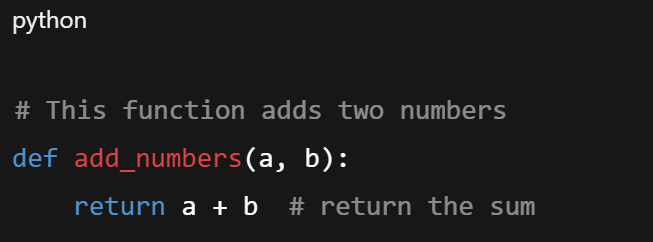 python
# This function adds two numbers
def add_numbers(a, b):
    return a + b  # return the sum